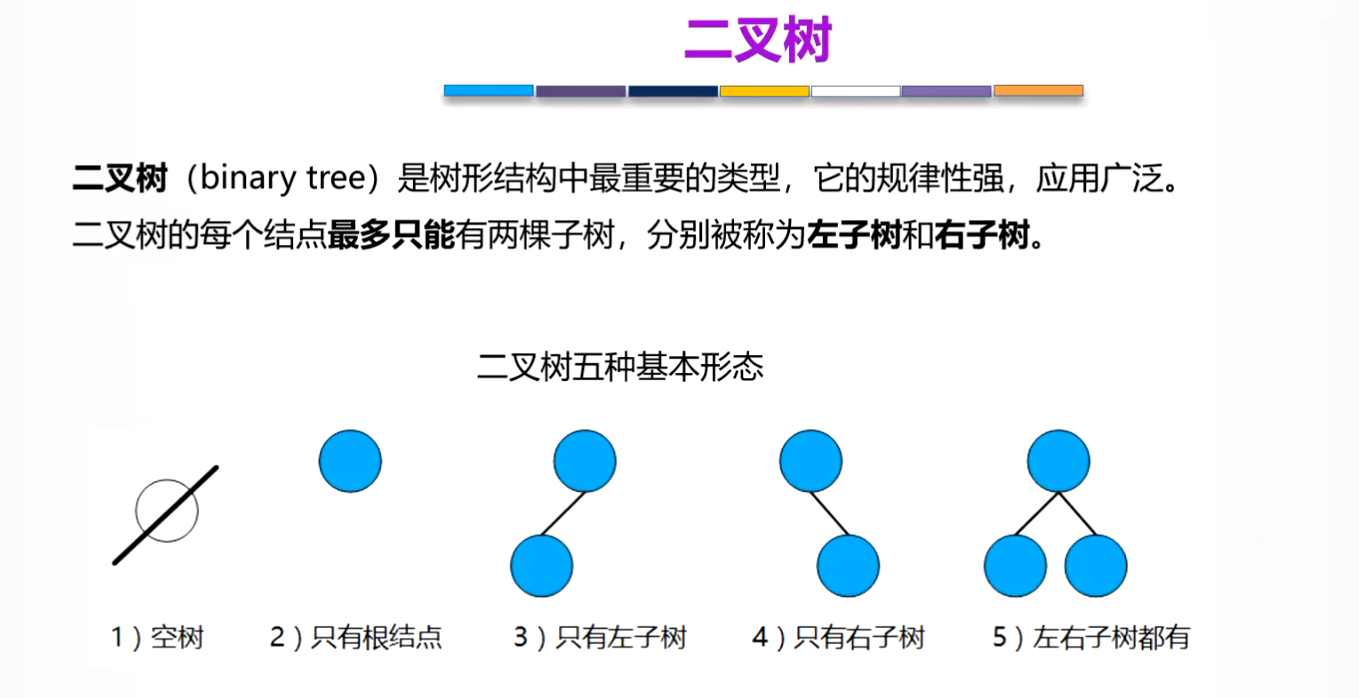 二叉树
二叉树（binary tree）是树形结构中最重要的类型，它的规律性强，应用广泛。
二叉树的每个结点最多只能有两棵子树，分别被称为左子树和右子树。
二叉树五种基本形态
1）空树 2）只有根结点 3）只有左子树 4）只有右子树 5）左右子树都有